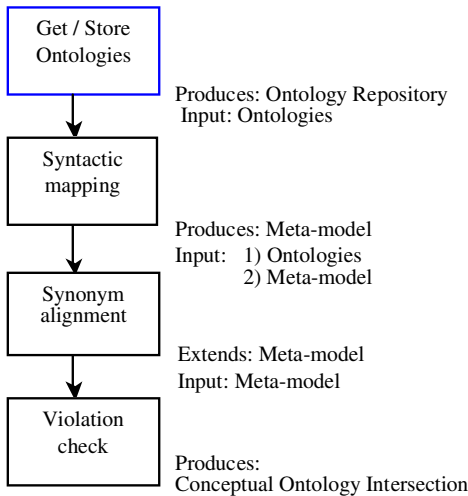 Get / Store
Ontologies
Produces: Ontology Repository
Input: Ontologies
Syntactic
mapping
Produces: Meta-model
Input: 1) Ontologies
2) Meta-model
Synonym
alignment
Extends: Meta-model
Input: Meta-model
Violation
check
Produces:
Conceptual Ontology Intersection